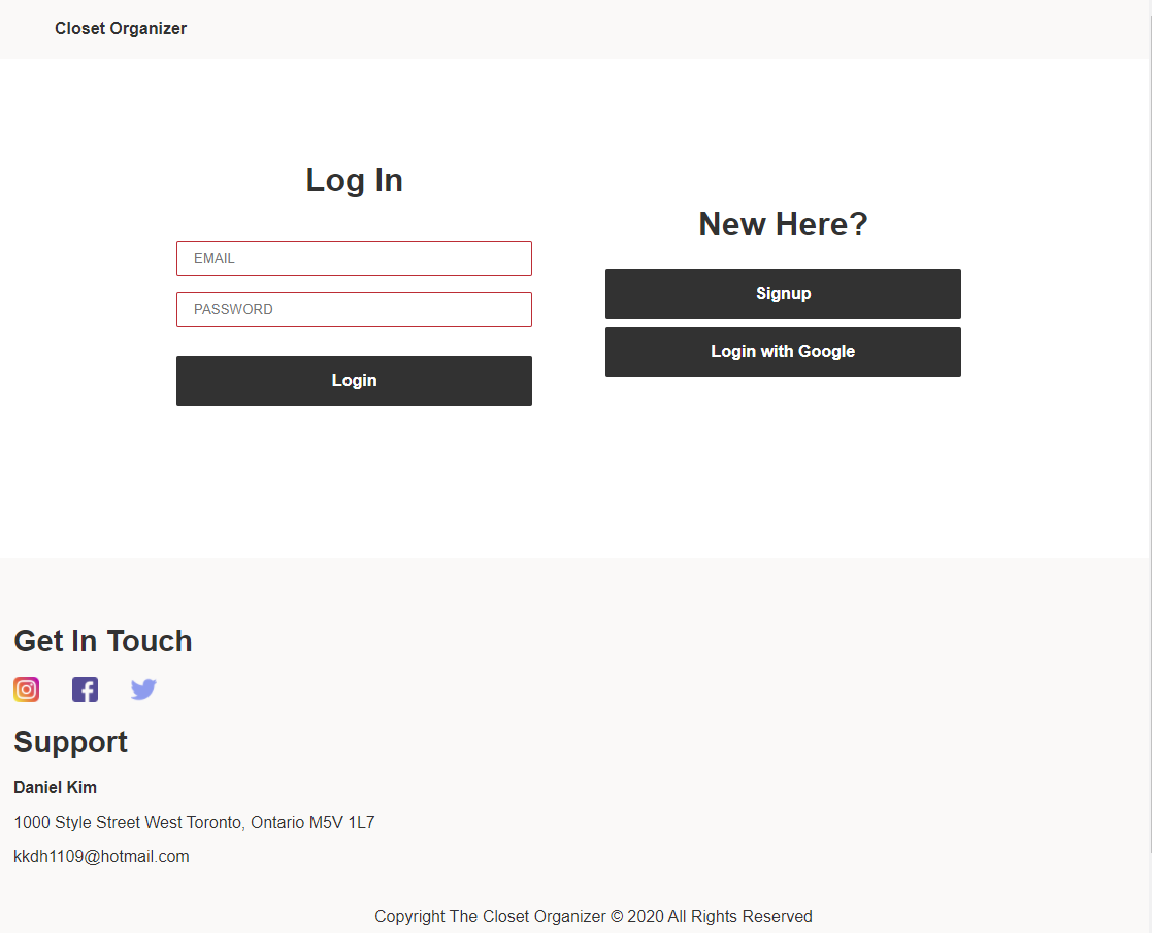 Closet Organizer
Log In
EMAIL
PASSWORD
Login
New Here?
Signup
Login with Google
Get In Touch
Support
Daniel Kim
1000 Style Street West Toronto, Ontario M5V 1L7
kkdh1109@hotmail.com
Copyright The Closet Organizer © 2020 All Rights Reserved